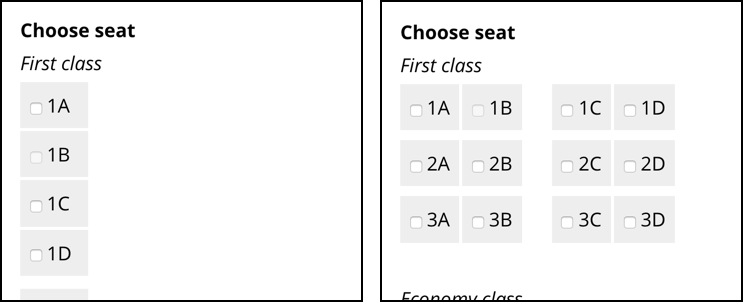 Choose seat
First class
1A
1B
1C
1D
Choose seat
First class
1A 1B 1C 1D
2A 2B 2C 2D
3A 3B 3C 3D
Economy class